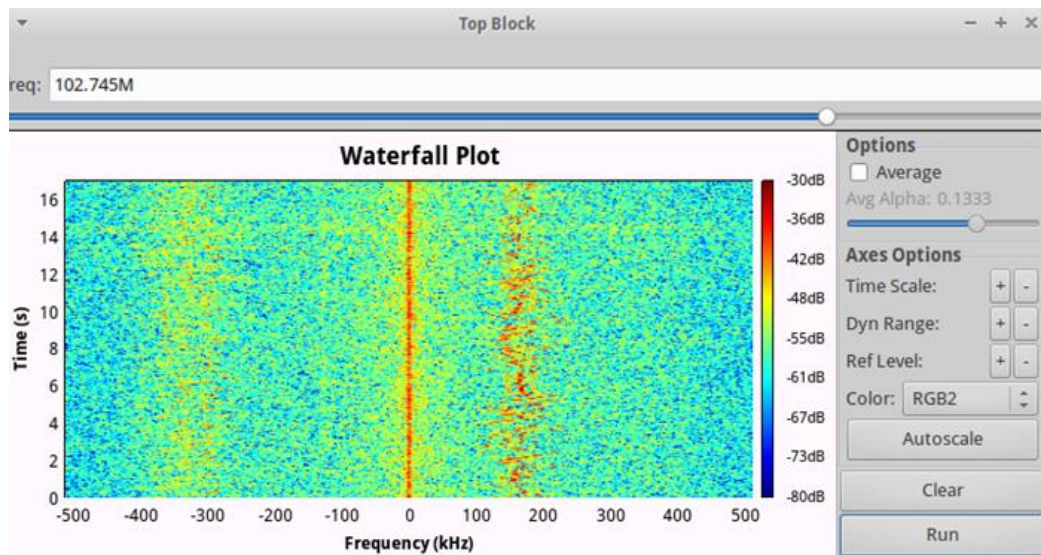 Top Block
req: 102.745M
Waterfall Plot
16
14
12
10
8
6
4
2
0
Time (s)
-500 -400 -300 -200 -100 0 100 200 300 400 500
Frequency (kHz)
-30dB
-36dB
-42dB
-48dB
-55dB
-61dB
-67dB
-73dB
-80dB
Options
Average
Avg Alpha: 0.1333
Axes Options
Time Scale: + -
Dyn Range: + -
Ref Level: + -
Color: RGB2
Autoscale
Clear
Run